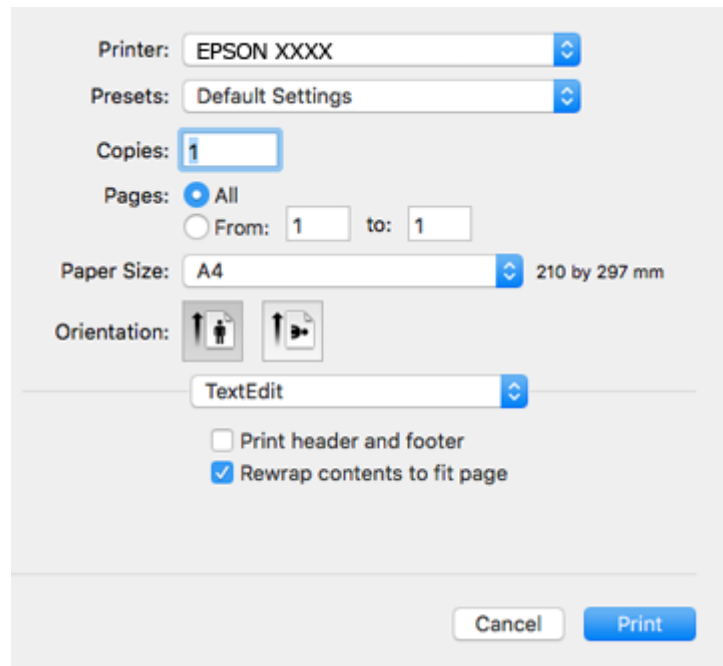 Printer: EPSON XXXX
Presets: Default Settings
Copies: 1
Pages: All
From: 1 to: 1
Paper Size: A4 210 by 297 mm
Orientation:
TextEdit
Print header and footer
Rewrap contents to fit page
Cancel Print